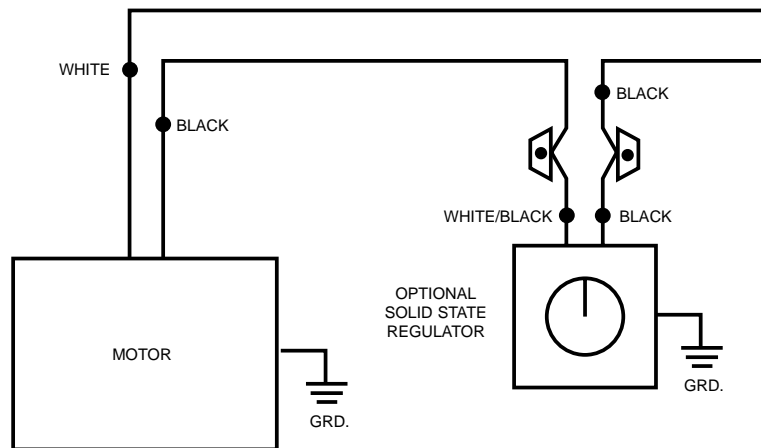 WHITE
BLACK
BLACK
WHITE/BLACK
BLACK
OPTIONAL
SOLID STATE
REGULATOR
MOTOR
GRD.
GRD.